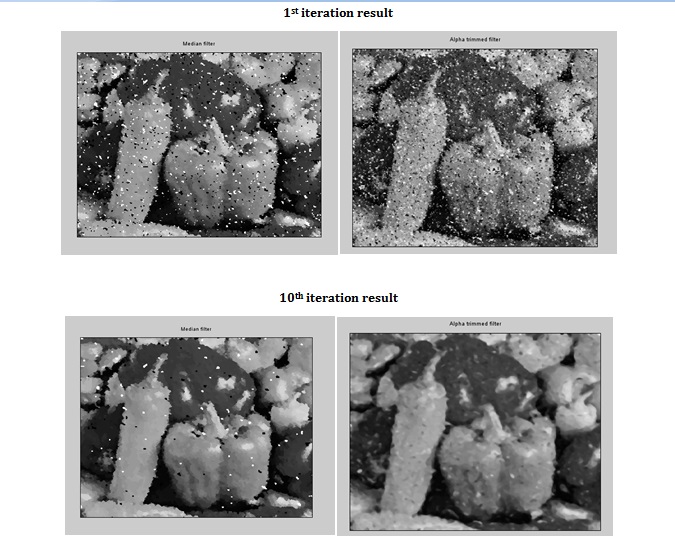 1st iteration result
Median filter
Alpha trimmed filter
10th iteration result
Median filter
Alpha trimmed filter